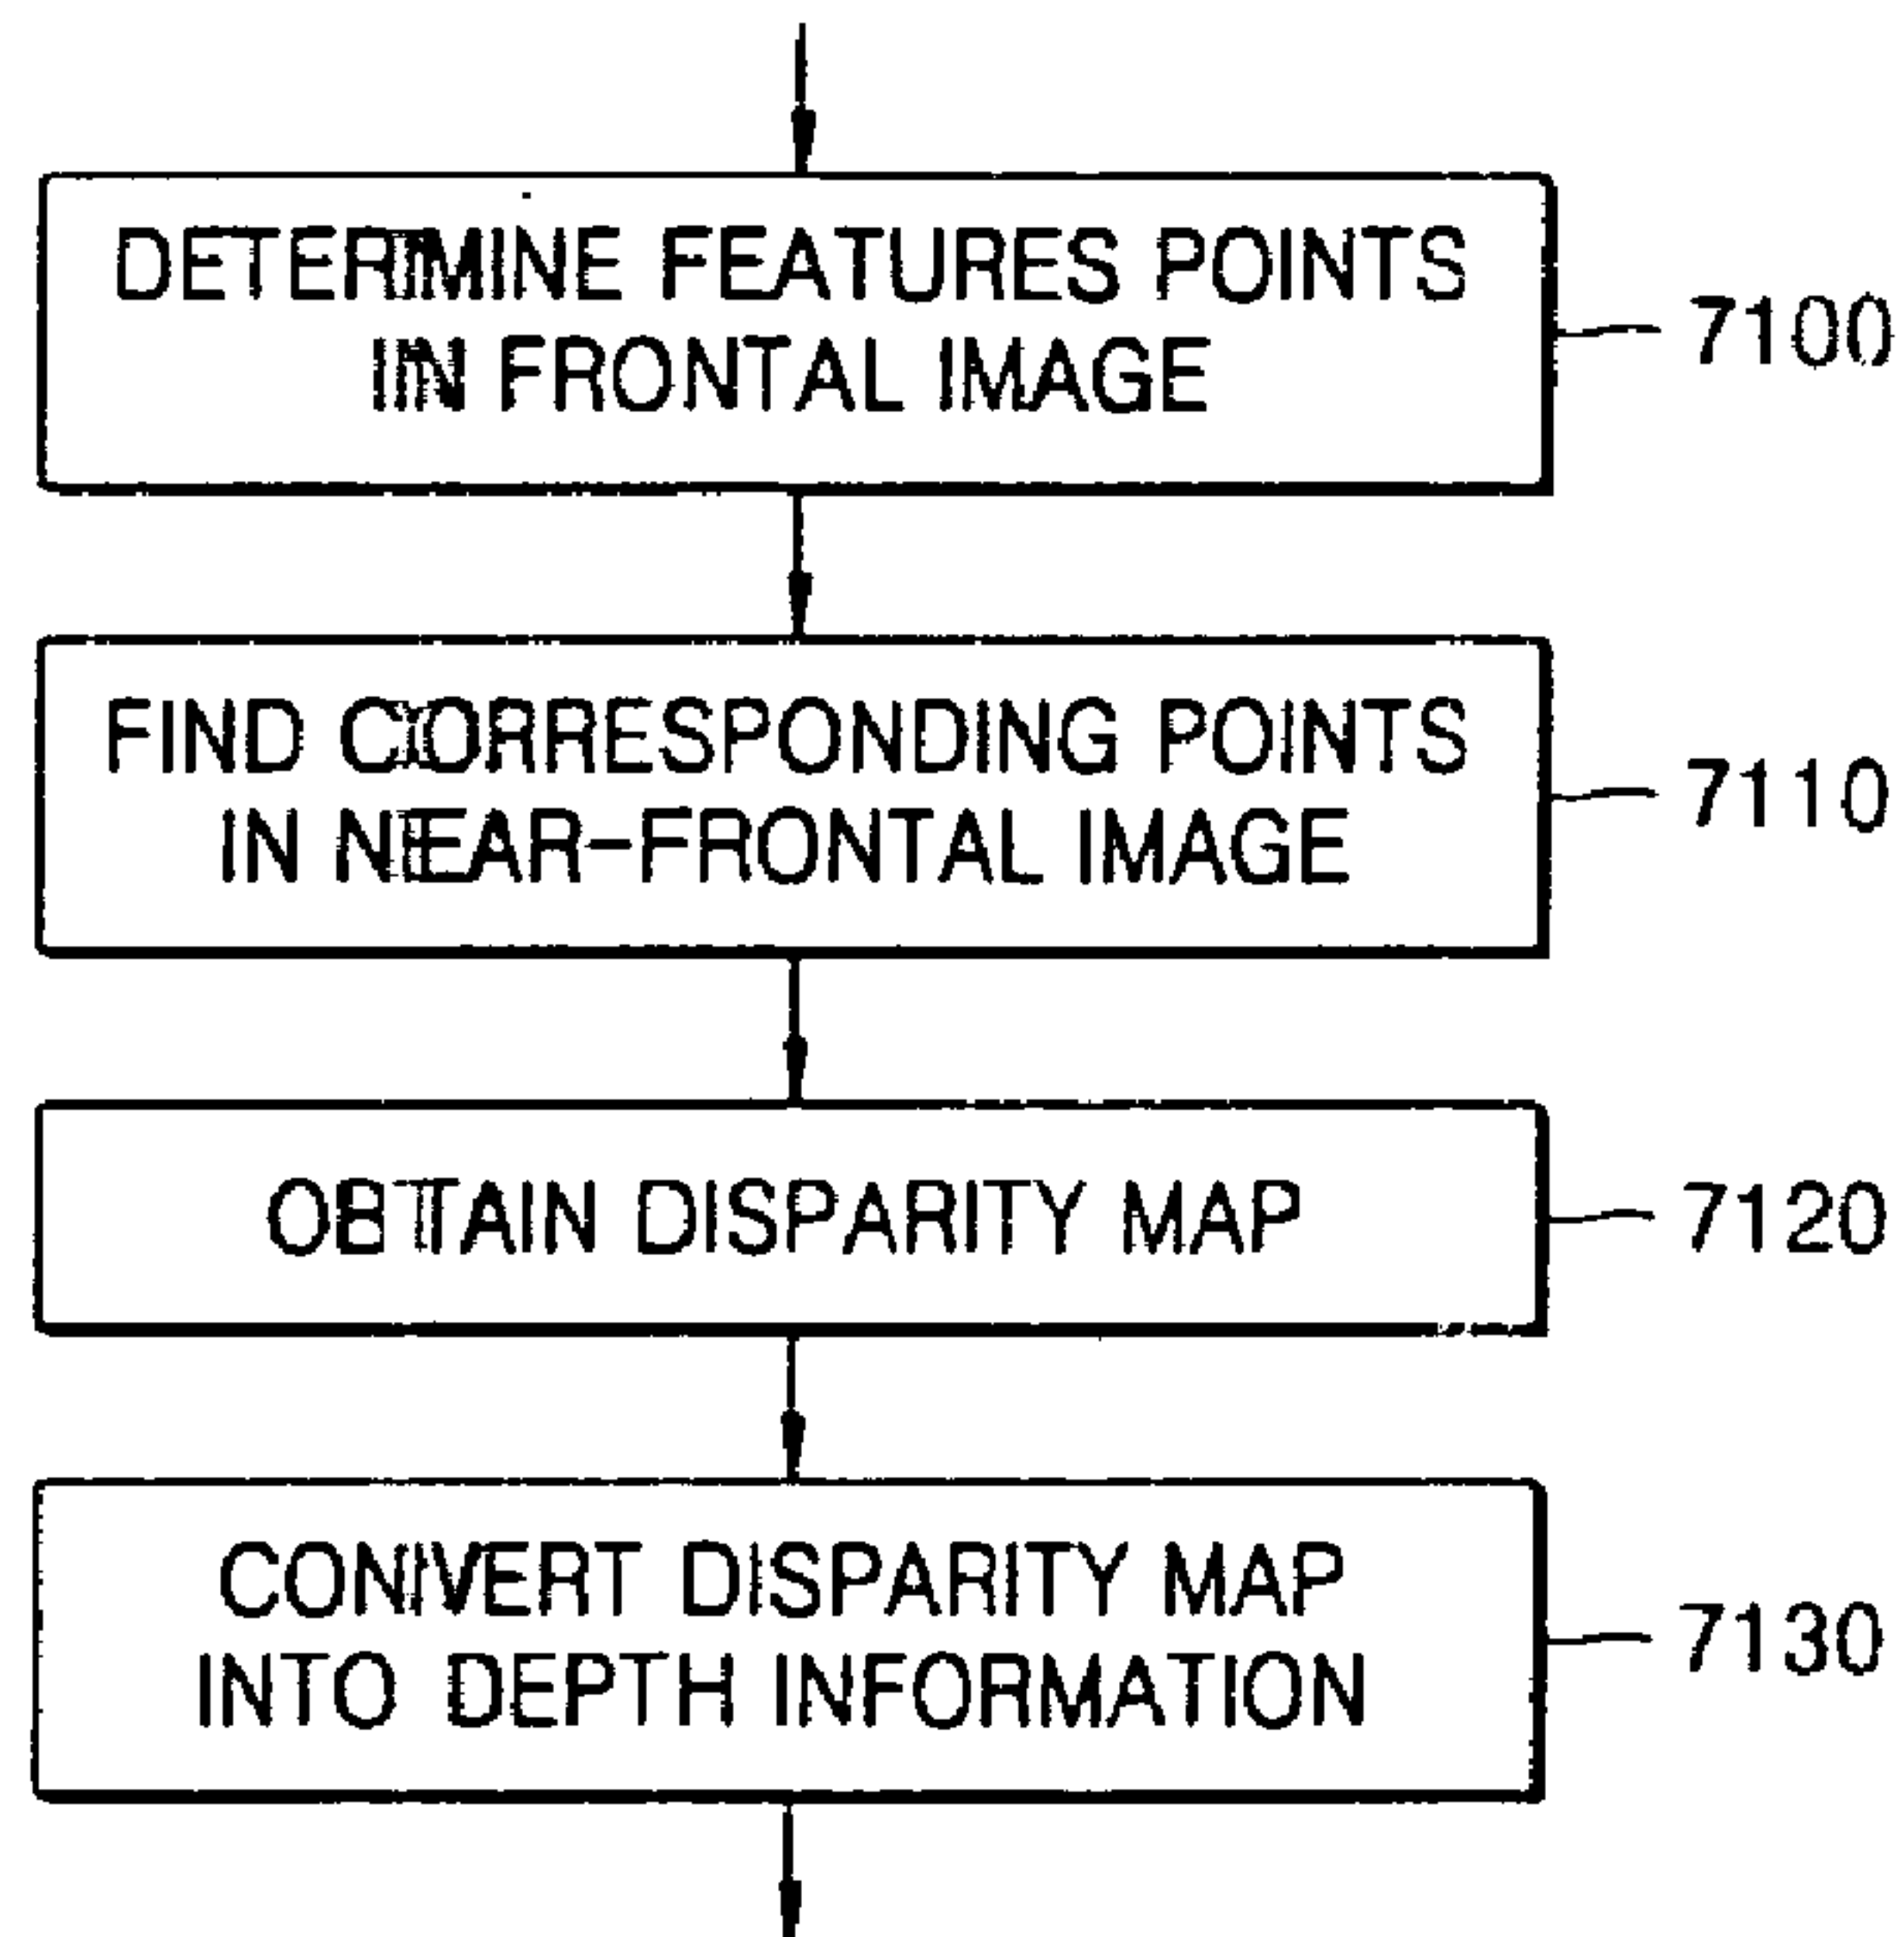 DETERMINE FEATURES POINTS
IN FRONTAL IMAGE
7100
FIND CORRESPONDING POINTS
IN NEAR-FRONTAL IMAGE
7110
OBTAIN DISPARITY MAP
7120
CONVERT DISPARITY MAP
INTO DEPTH INFORMATION
7130